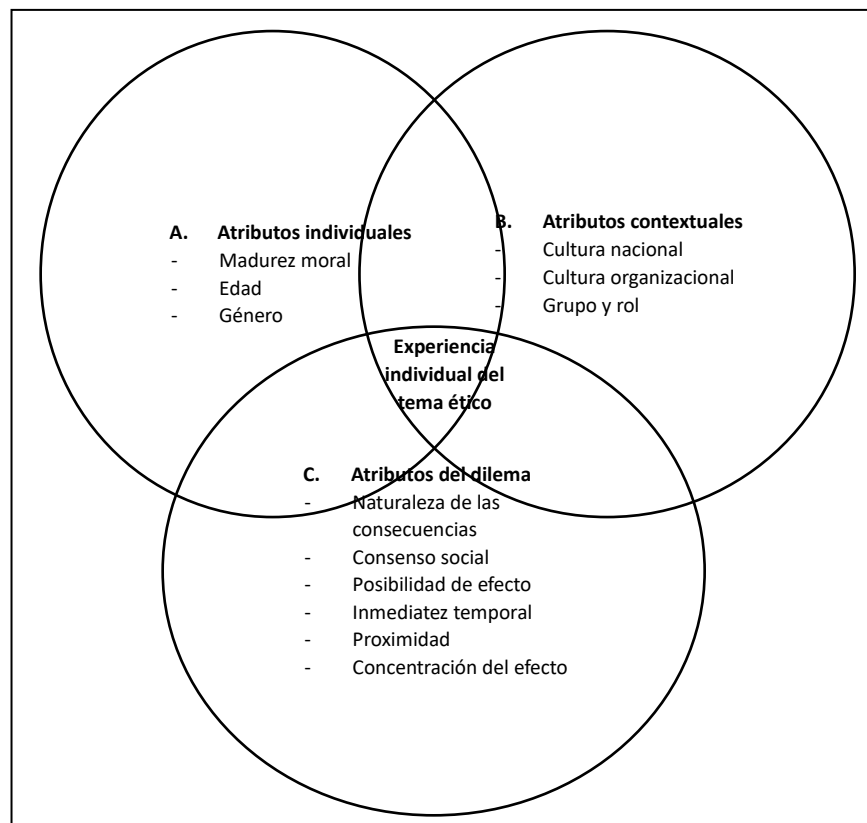 A. Atributos individuales
- Madurez moral
- Edad
- Género
B. Atributos contextuales
- Cultura nacional
- Cultura organizacional
- Grupo y rol
Experiencia
individual del
tema ético
C. Atributos del dilema
- Naturaleza de las
consecuencias
- Consenso social
- Posibilidad de efecto
- Inmediatez temporal
- Proximidad
- Concentración del efecto